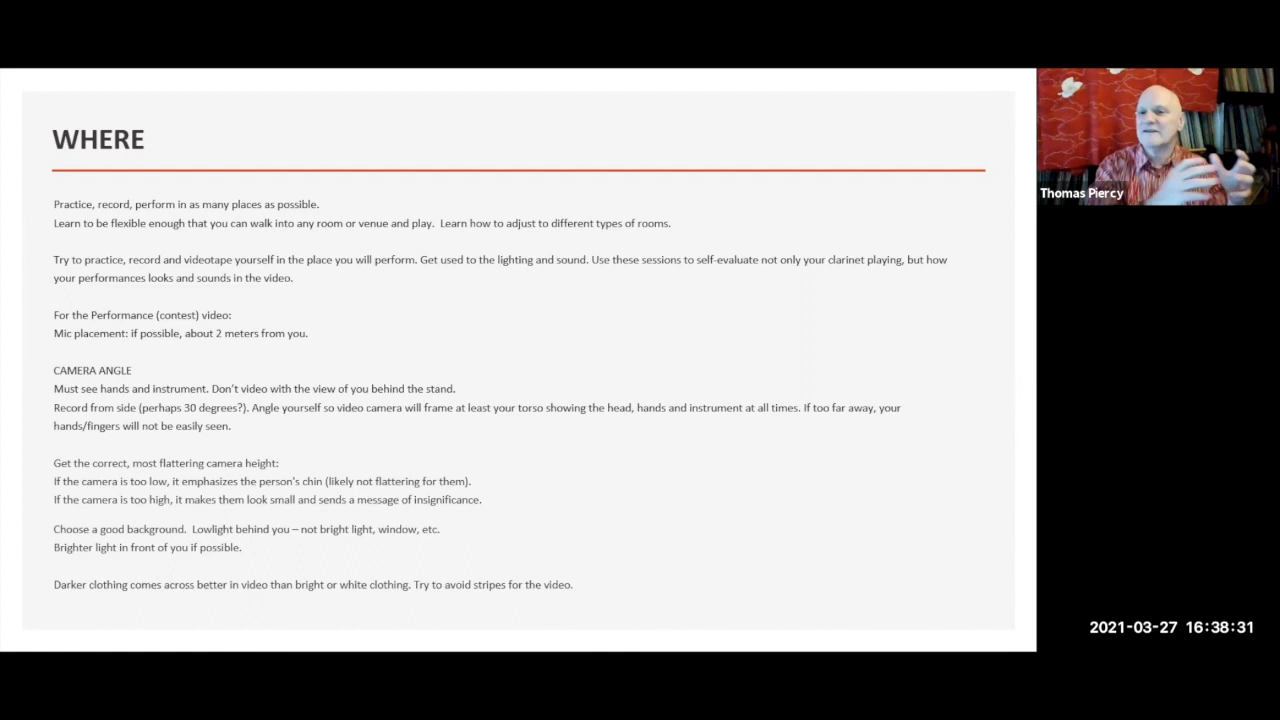 WHERE
Practice, record, perform in as many places as possible.
Learn to be flexible enough that you can walk into any room or venue and play.  Learn how to adjust to different types of rooms.
Try to practice, record and videotape yourself in the place you will perform. Get used to the lighting and sound. Use these sessions to self-evaluate not only your clarinet playing, but how
your performances looks and sounds in the video.
For the Performance (contest) video:
Mic placement: if possible, about 2 meters from you.
CAMERA ANGLE
Must see hands and instrument. Don't video with the view of you behind the stand.
Record from side (perhaps 30 degrees?). Angle yourself so video camera will frame at least your torso showing the head, hands and instrument at all times. If too far away, your
hands/fingers will not be easily seen.
Get the correct, most flattering camera height:
If the camera is too low, it emphasizes the person's chin (likely not flattering for them).
If the camera is too high, it makes them look small and sends a message of insignificance.
Choose a good background.  Lowlight behind you – not bright light, window, etc.
Brighter light in front of you if possible.
Darker clothing comes across better in video than bright or white clothing. Try to avoid stripes for the video.
Thomas Piercy
2021-03-27 16:38:31